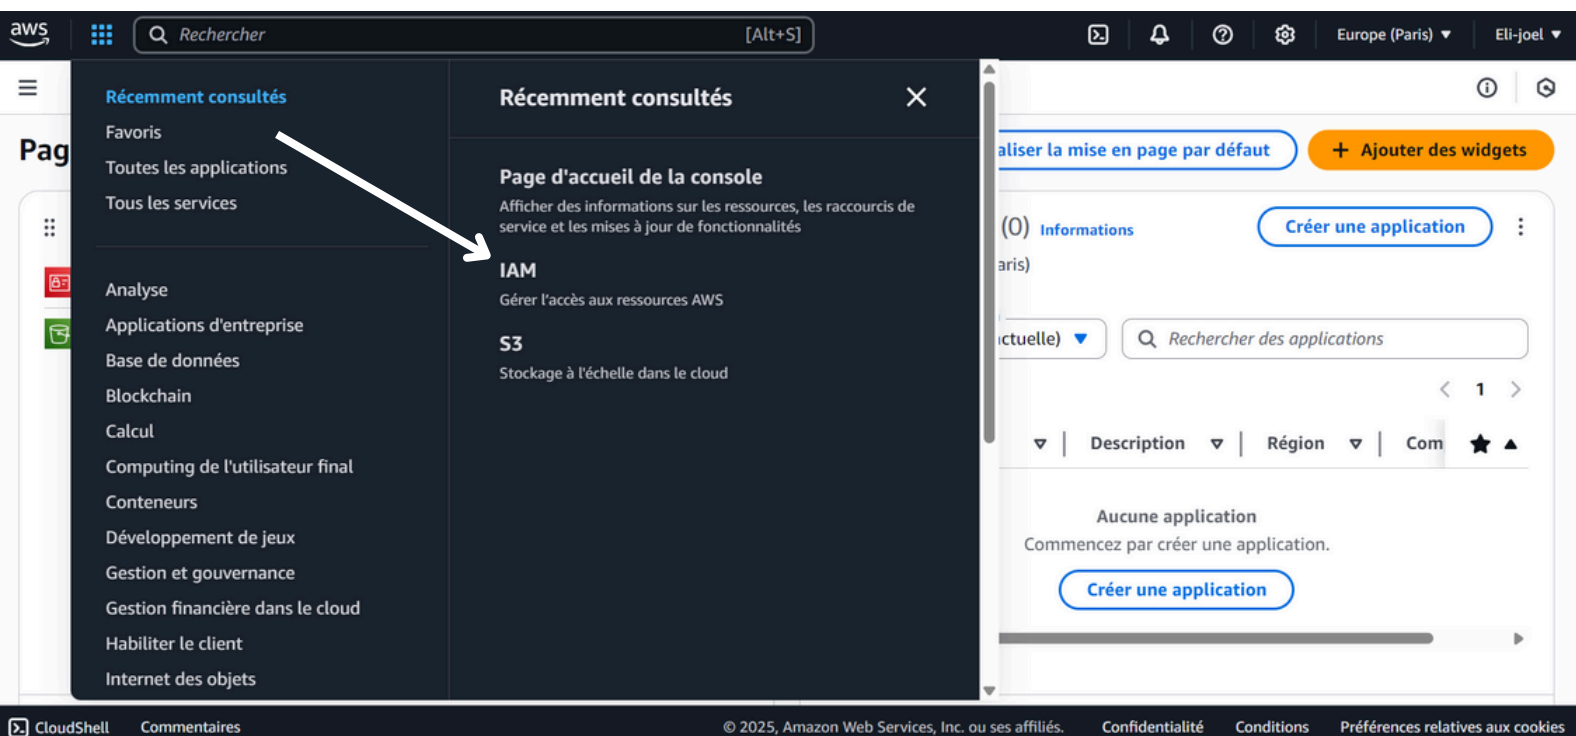 aws
Rechercher
[Alt+S]
Europe (Paris)
Eli-joel
Pag
Récemment consultés
Favoris
Toutes les applications
Tous les services
Analyse
Applications d'entreprise
Base de données
Blockchain
Calcul
Computing de l'utilisateur final
Conteneurs
Développement de jeux
Gestion et gouvernance
Gestion financière dans le cloud
Habiliter le client
Internet des objets
Récemment consultés
Page d'accueil de la console
Afficher des informations sur les ressources, les raccourcis de
service et les mises à jour de fonctionnalités
IAM
Gérer l'accès aux ressources AWS
S3
Stockage à l'échelle dans le cloud
aliser la mise en page par défaut
+ Ajouter des widgets
(0) Informations
Créer une application
aris)
ctuelle)
Rechercher des applications
1
Description
Région
Com
Aucune application
Commencez par créer une application.
Créer une application
CloudShell
Commentaires
© 2025, Amazon Web Services, Inc. ou ses affiliés.
Confidentialité
Conditions
Préférences relatives aux cookies